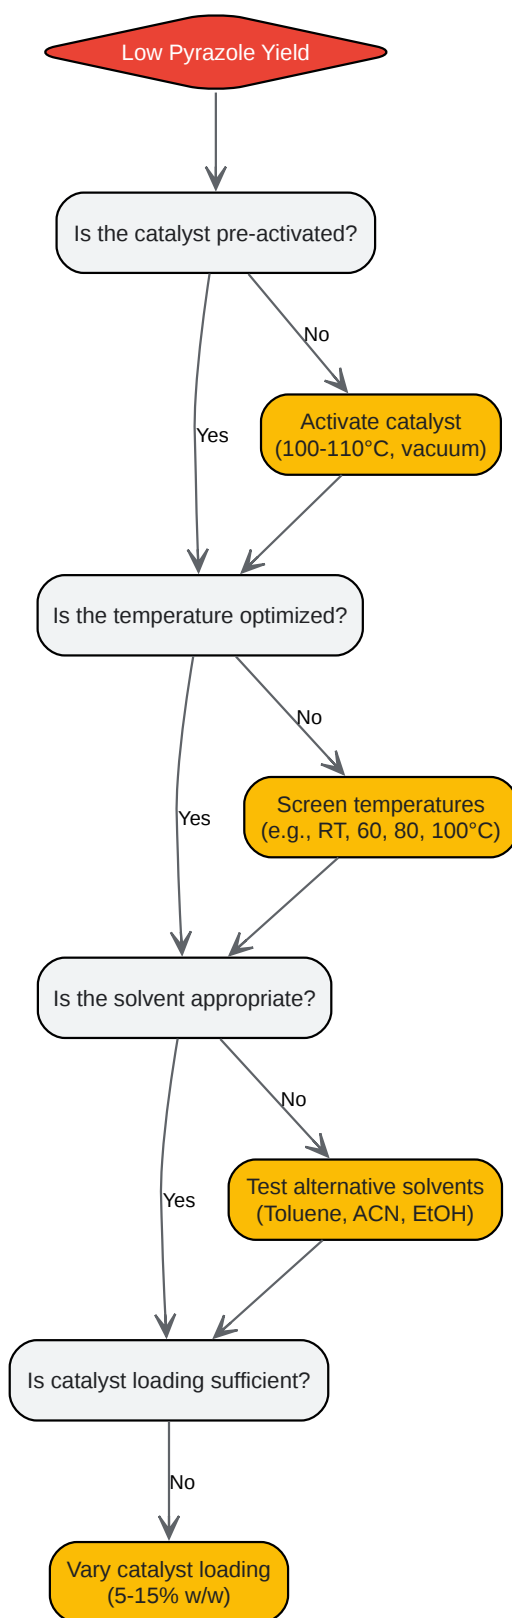 Low Pyrazole Yield
Is the catalyst pre-activated?
No
Activate catalyst
(100-110°C, vacuum)
Yes
Is the temperature optimized?
No
Screen temperatures
(e.g., RT, 60, 80, 100°C)
Yes
Is the solvent appropriate?
No
Test alternative solvents
(Toluene, ACN, EtOH)
Yes
Is catalyst loading sufficient?
No
Vary catalyst loading
(5-15% w/w)